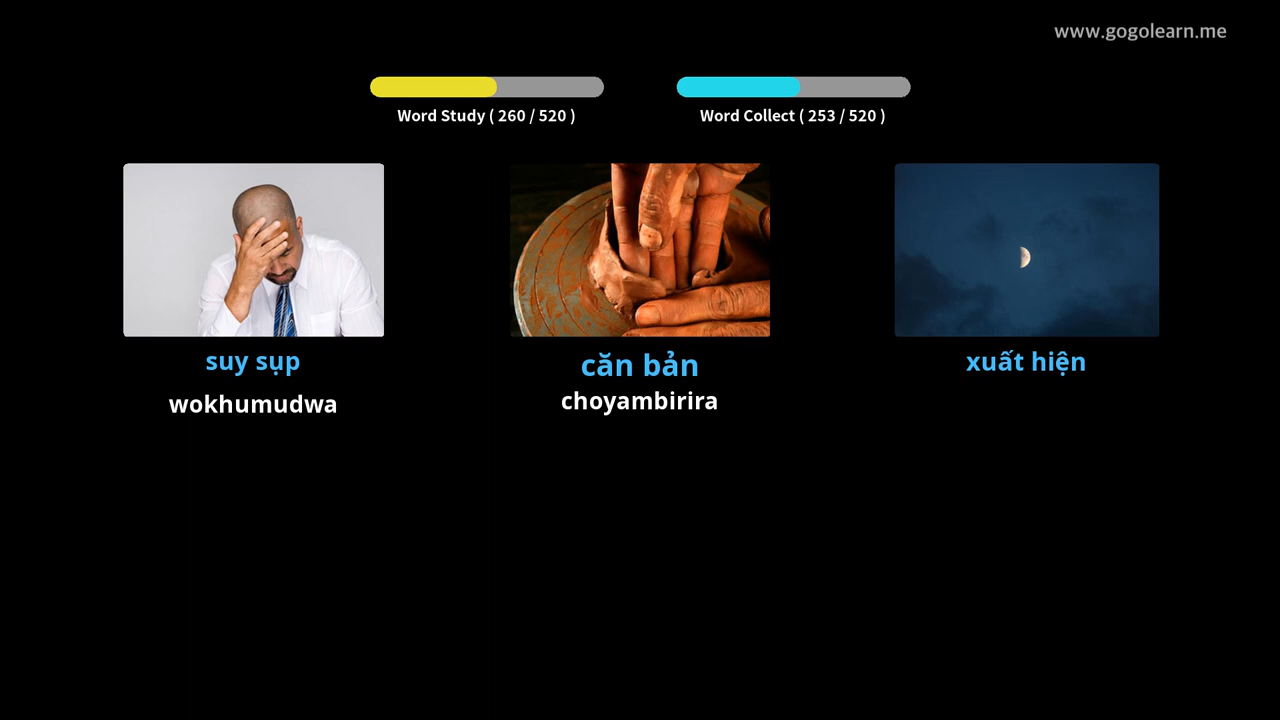 www.gogolearn.me
Word Study ( 260 / 520 )
Word Collect ( 253 / 520 )
suy sụp
căn bản
xuất hiện
wokhumudwa
choyambirira